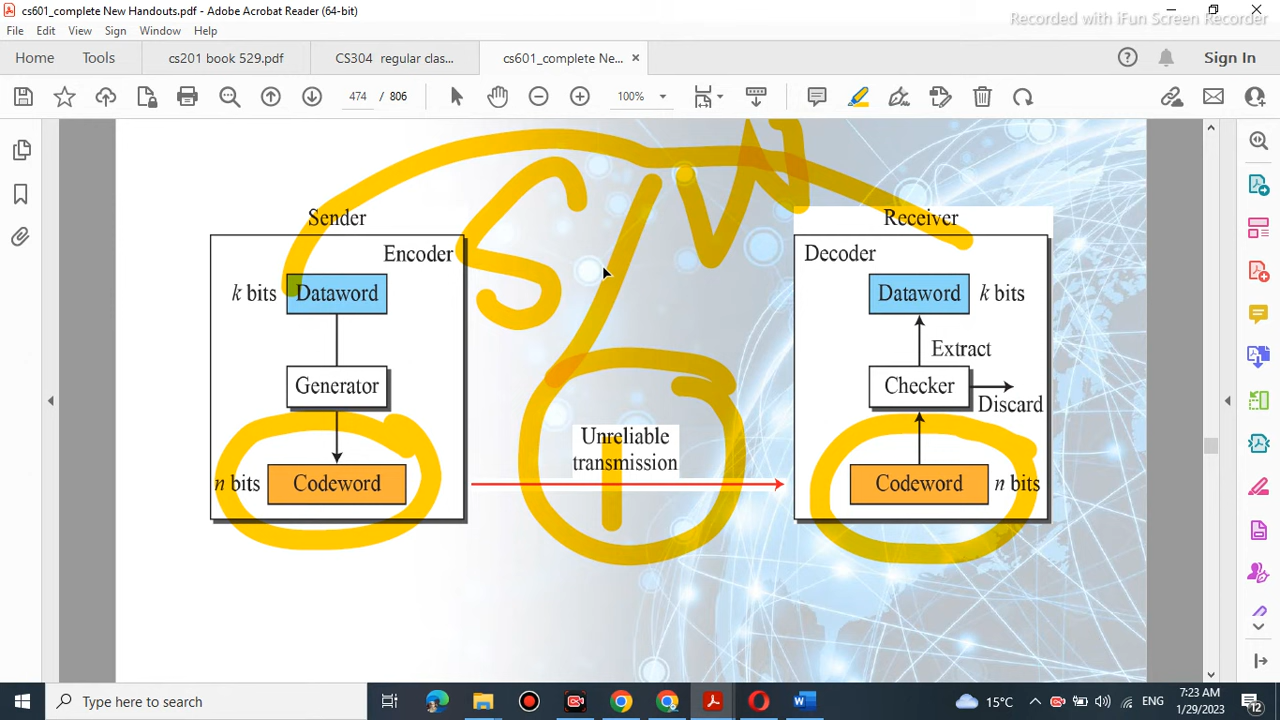 cs601_complete New Handouts.pdf - Adobe Acrobat Reader (64-bit)
Recorded with iFun Screen Recorder
File Edit View Sign Window Help
Home Tools cs201 book 529.pdf CS304 regular clas... cs601_complete Ne... ×
Sign In
474 / 806
100%
S/N
Sender
Receiver
Encoder
Decoder
k bits Dataword
Dataword k bits
Extract
Generator
Checker
Discard
Unreliable
transmission
1
n bits Codeword
Codeword n bits
Type here to search
15°C
ENG
7:23 AM
1/29/2023
12